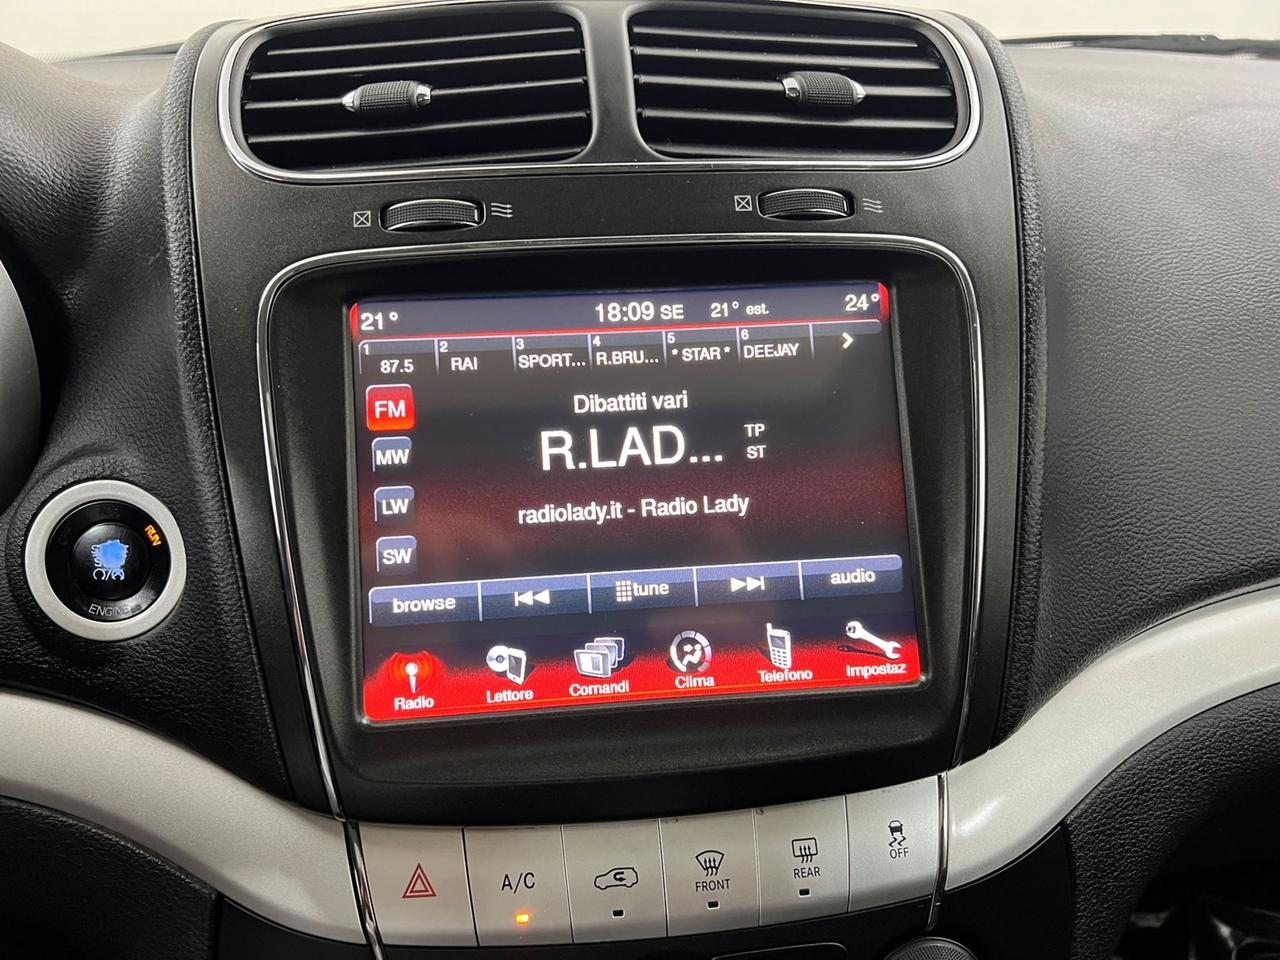 21° 18:09 SE 21° est. 24°
1 87.5 2 RAI 3 SPORT... 4 R.BRU... 5 * STAR * 6 DEEJAY
FM
Dibattiti vari
MW
R.LAD...
TP
ST
LW
radiolady.it - Radio Lady
SW
browse tune audio
Radio Lettore Comandi Clima Telefono Impostaz
RUN
ENGINE
A/C
FRONT
REAR
OFF